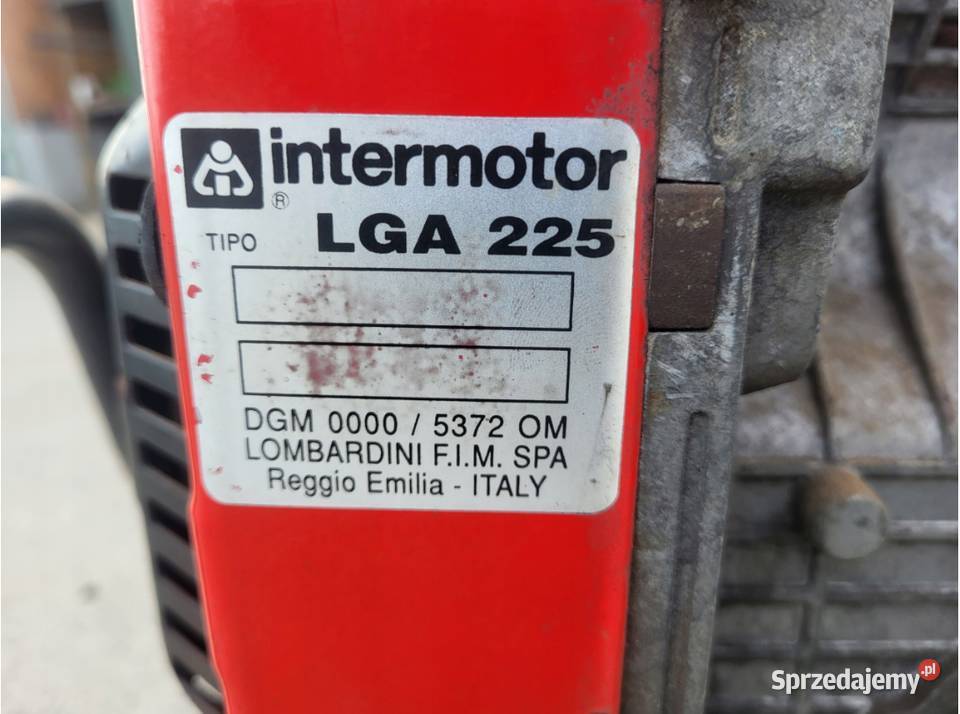 intermotor
®
TIPO LGA 225
DGM 0000 / 5372 OM
LOMBARDINI F.I.M. SPA
Reggio Emilia - ITALY
Sprzedajemy.pl